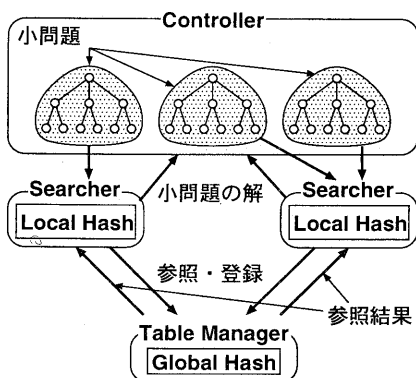 Controller
小問題
Searcher
Local Hash
小問題の解
Searcher
Local Hash
参照・登録
参照結果
Table Manager
Global Hash